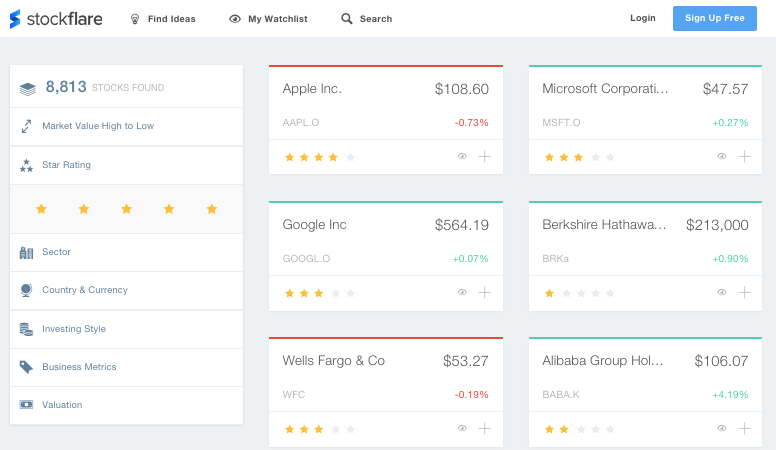 stockflare
Find Ideas
My Watchlist
Search
Login
Sign Up Free
8,813 STOCKS FOUND
Market Value High to Low
Star Rating
Sector
Country & Currency
Investing Style
Business Metrics
Valuation
Apple Inc. $108.60
AAPL.O -0.73%
Microsoft Corporati... $47.57
MSFT.O +0.27%
Google Inc $564.19
GOOGL.O +0.07%
Berkshire Hathawa... $213,000
BRKa +0.90%
Wells Fargo & Co $53.27
WFC -0.19%
Alibaba Group Hol... $106.07
BABA.K +4.19%